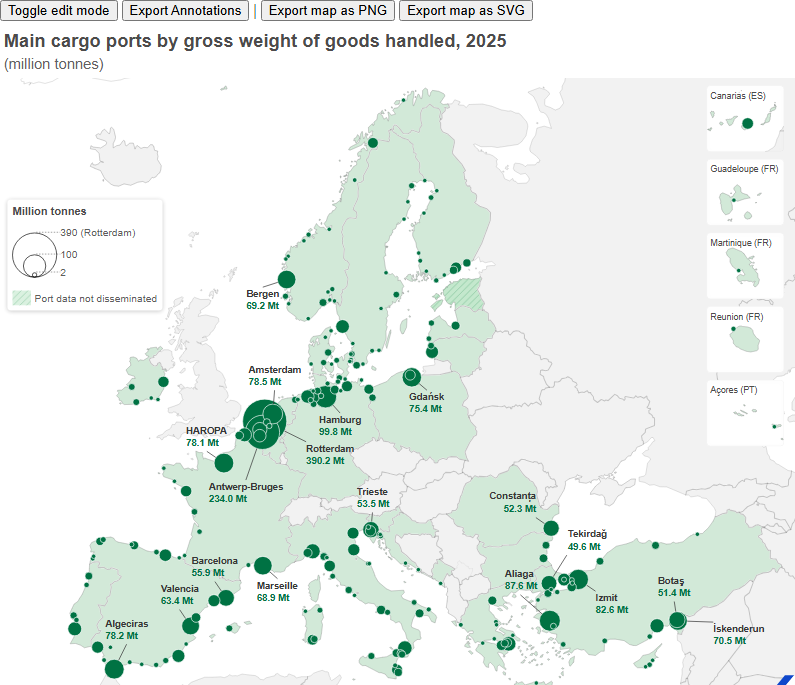 Toggle edit mode
Export Annotations
|
Export map as PNG
Export map as SVG
Main cargo ports by gross weight of goods handled, 2025
(million tonnes)
Canarias (ES)
Guadeloupe (FR)
Martinique (FR)
Reunion (FR)
Açores (PT)
Million tonnes
390 (Rotterdam)
100
2
Port data not disseminated
Bergen
69.2 Mt
Amsterdam
78.5 Mt
Gdańsk
75.4 Mt
Hamburg
99.8 Mt
HAROPA
78.1 Mt
Rotterdam
390.2 Mt
Antwerp-Bruges
234.0 Mt
Trieste
53.5 Mt
Constanța
52.3 Mt
Tekirdağ
49.6 Mt
Barcelona
55.9 Mt
Marseille
68.9 Mt
Aliaga
87.6 Mt
Izmit
82.6 Mt
Botaş
51.4 Mt
Valencia
63.4 Mt
Algeciras
78.2 Mt
İskenderun
70.5 Mt